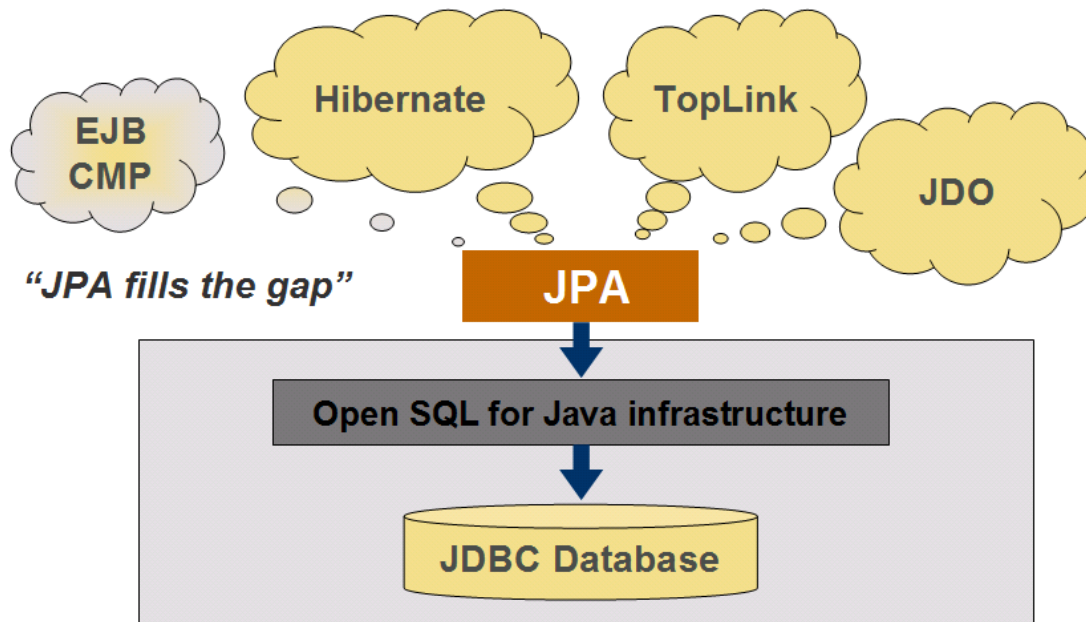 Hibernate
TopLink
EJB
CMP
JDO
“JPA fills the gap”
JPA
Open SQL for Java infrastructure
JDBC Database